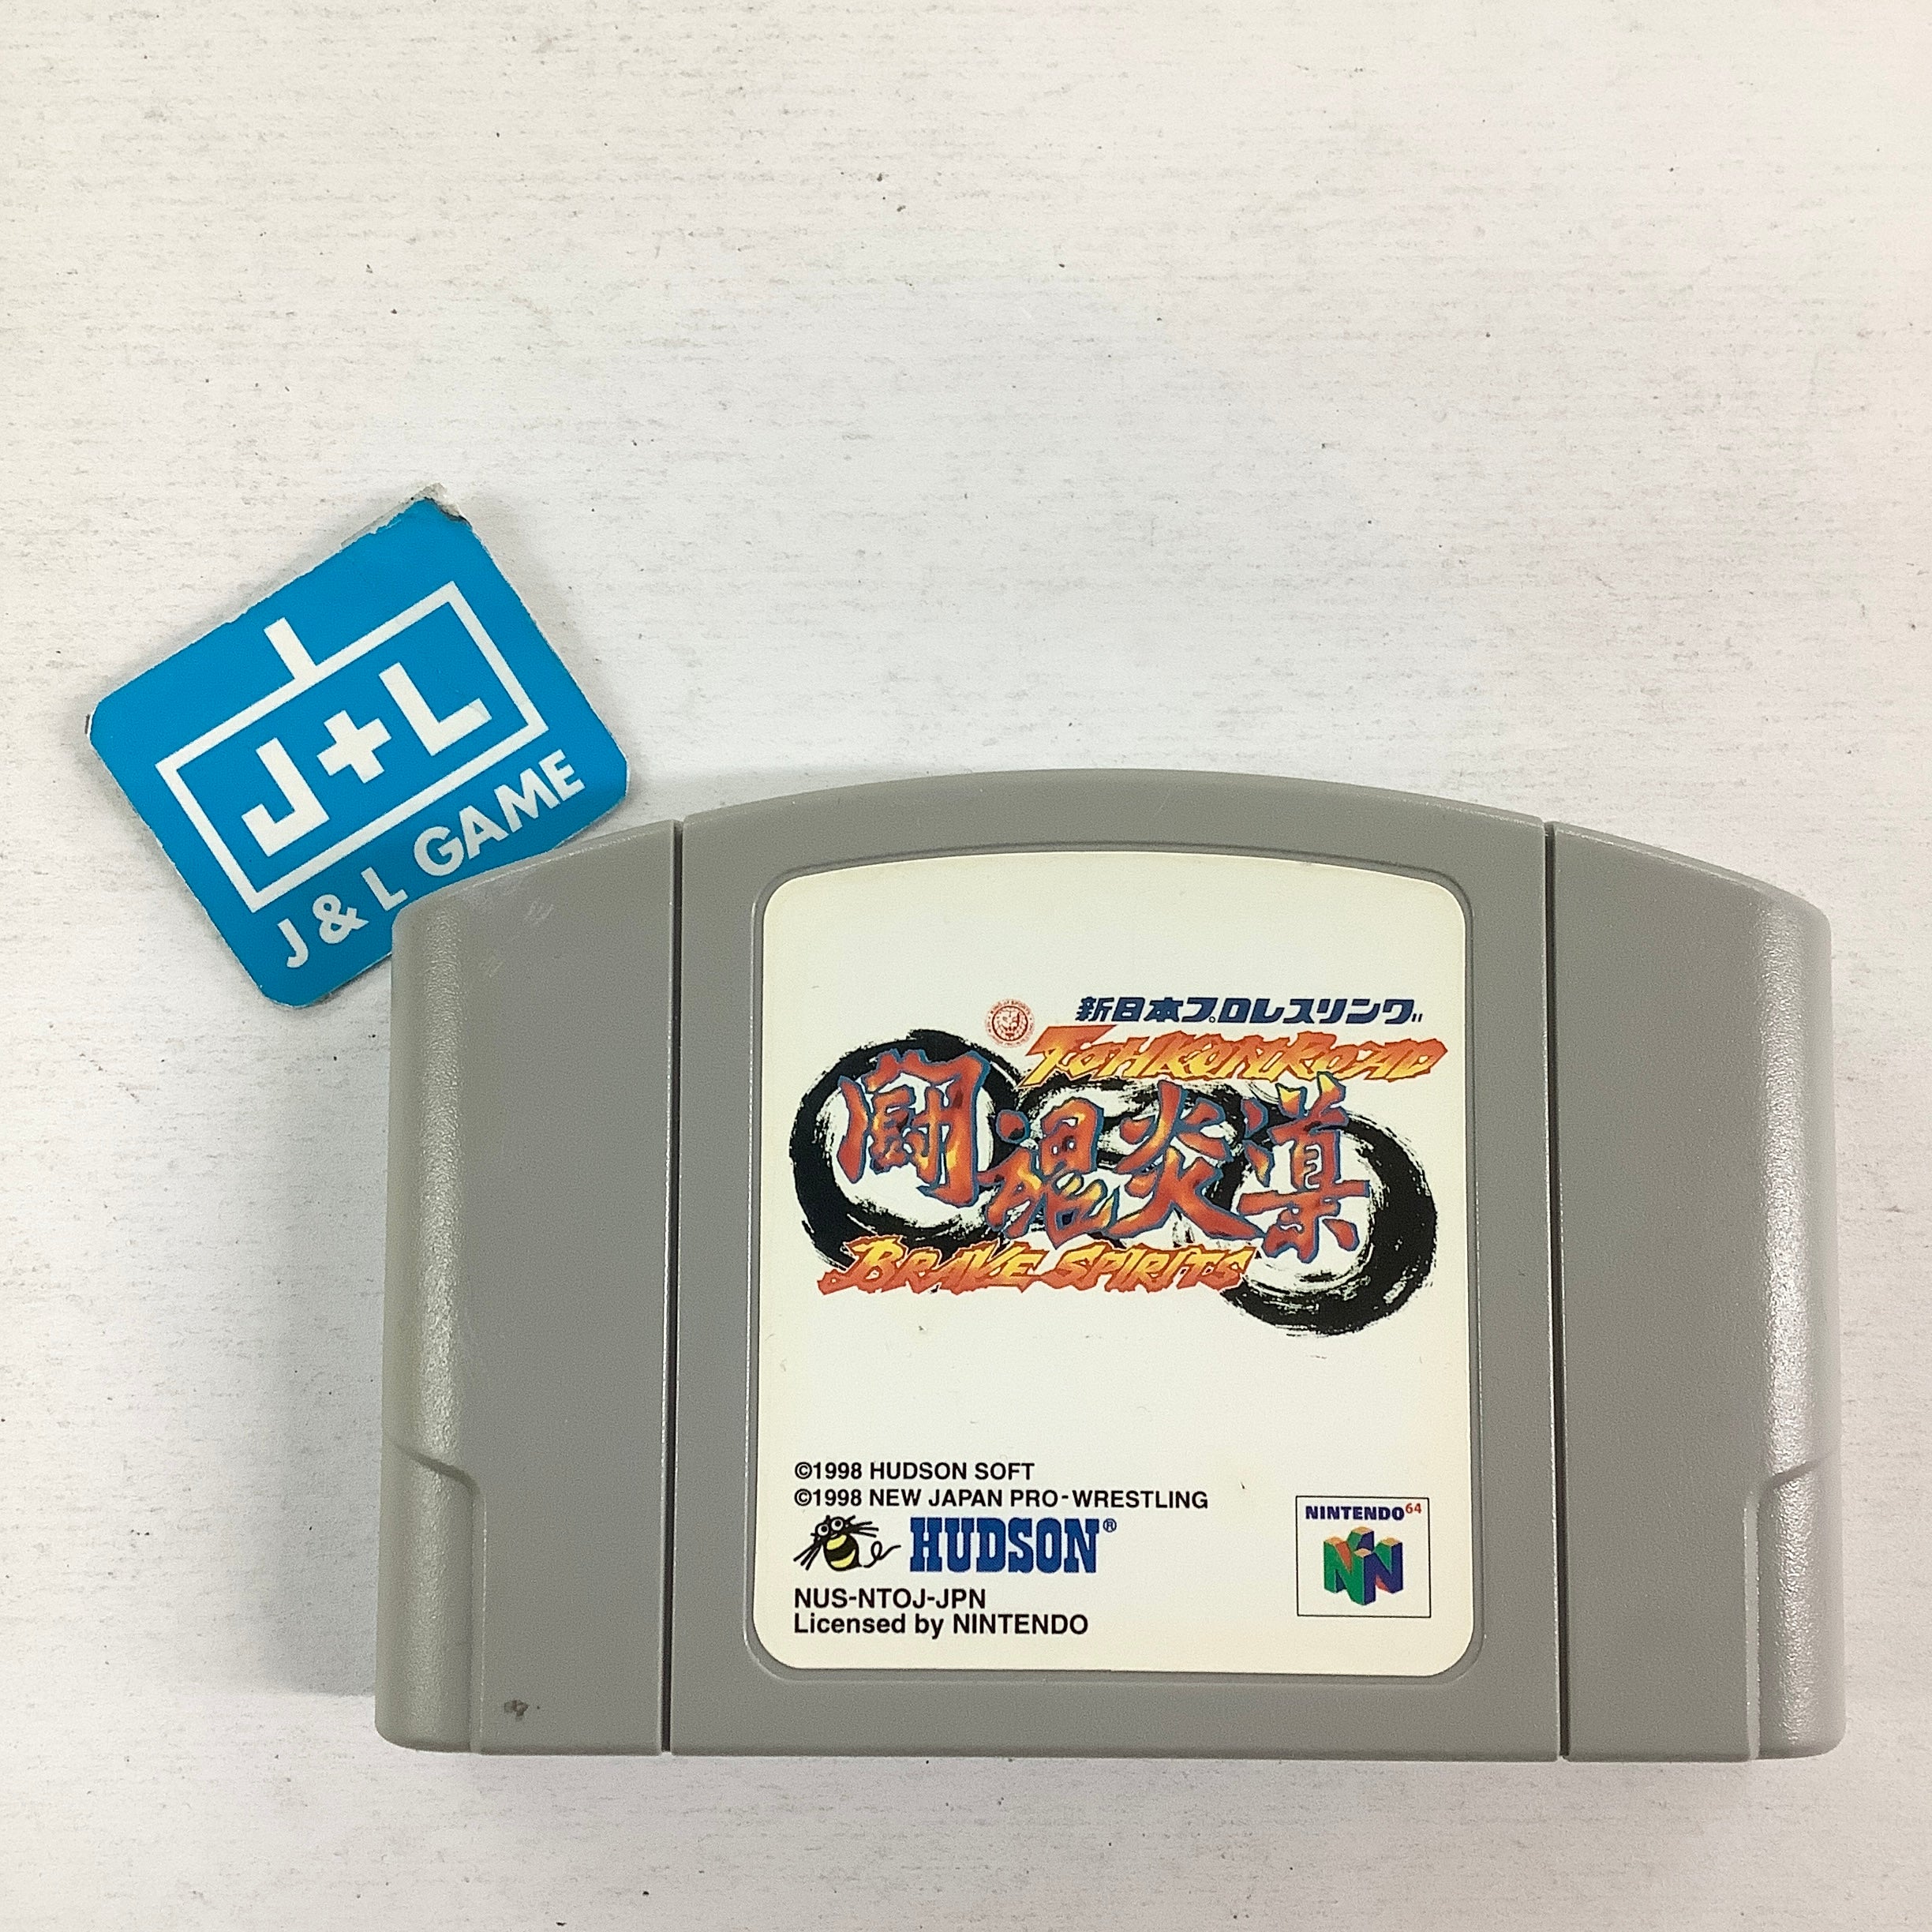 J+L
J & L GAME
新日本プロレスリング
TOHKON ROAD
闘魂炎導
BRAVE SPIRITS
©1998 HUDSON SOFT
©1998 NEW JAPAN PRO-WRESTLING
HUDSON®
NUS-NTOJ-JPN
Licensed by NINTENDO
NINTENDO64